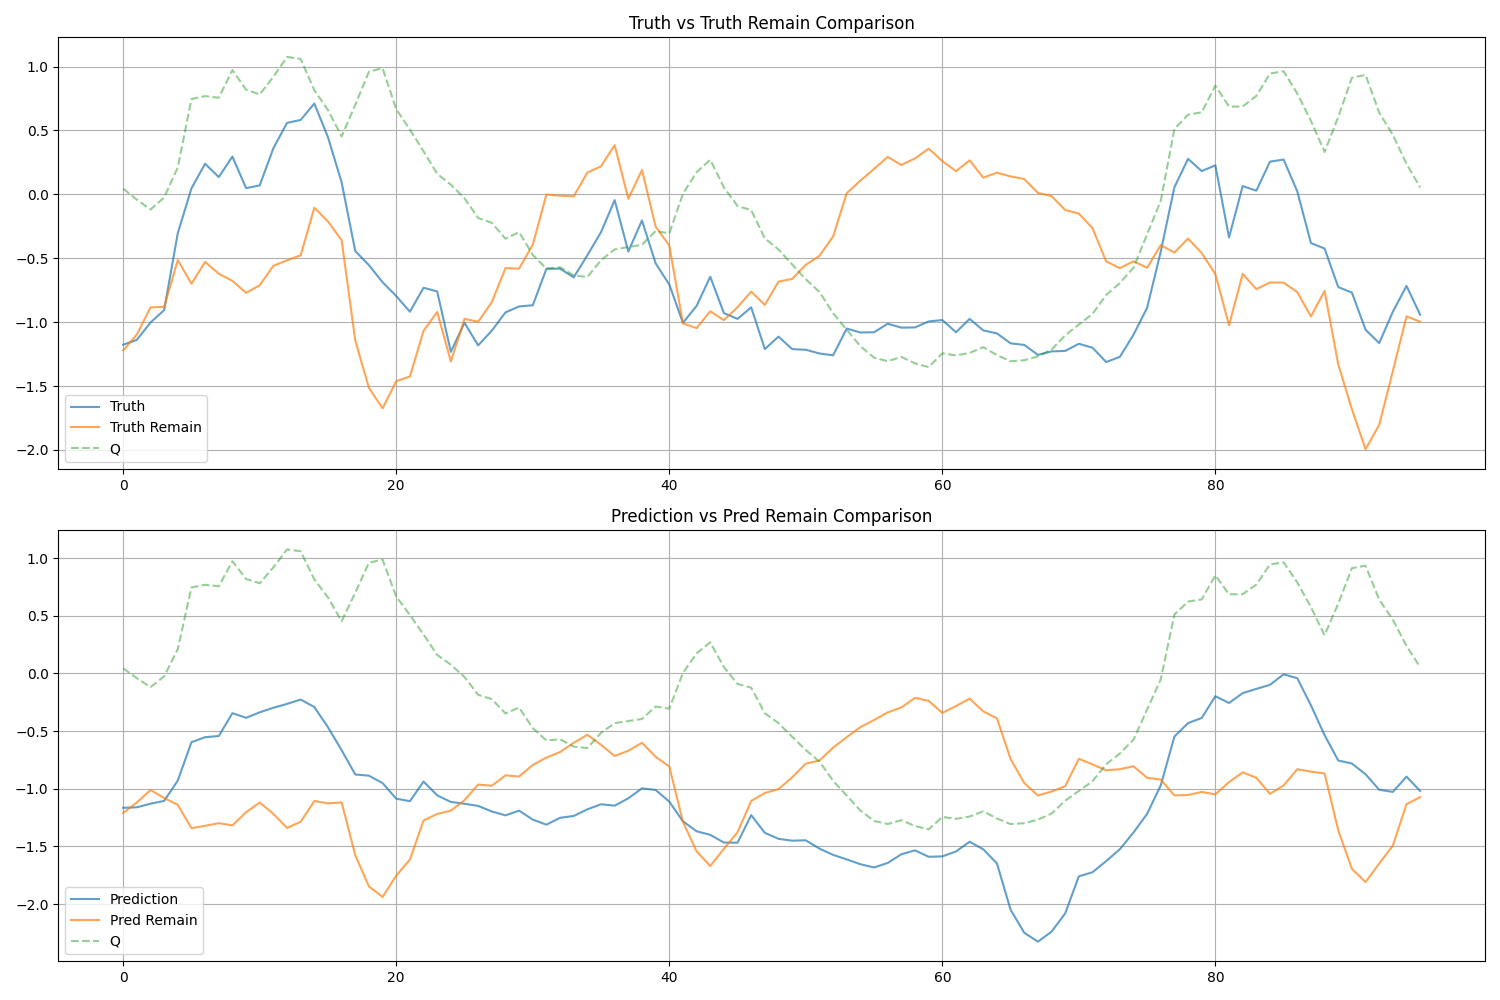 Truth vs Truth Remain Comparison
1.0
0.5
0.0
−0.5
−1.0
−1.5
−2.0
Truth
Truth Remain
Q
0 20 40 60 80
Prediction vs Pred Remain Comparison
1.0
0.5
0.0
−0.5
−1.0
−1.5
−2.0
Prediction
Pred Remain
Q
0 20 40 60 80